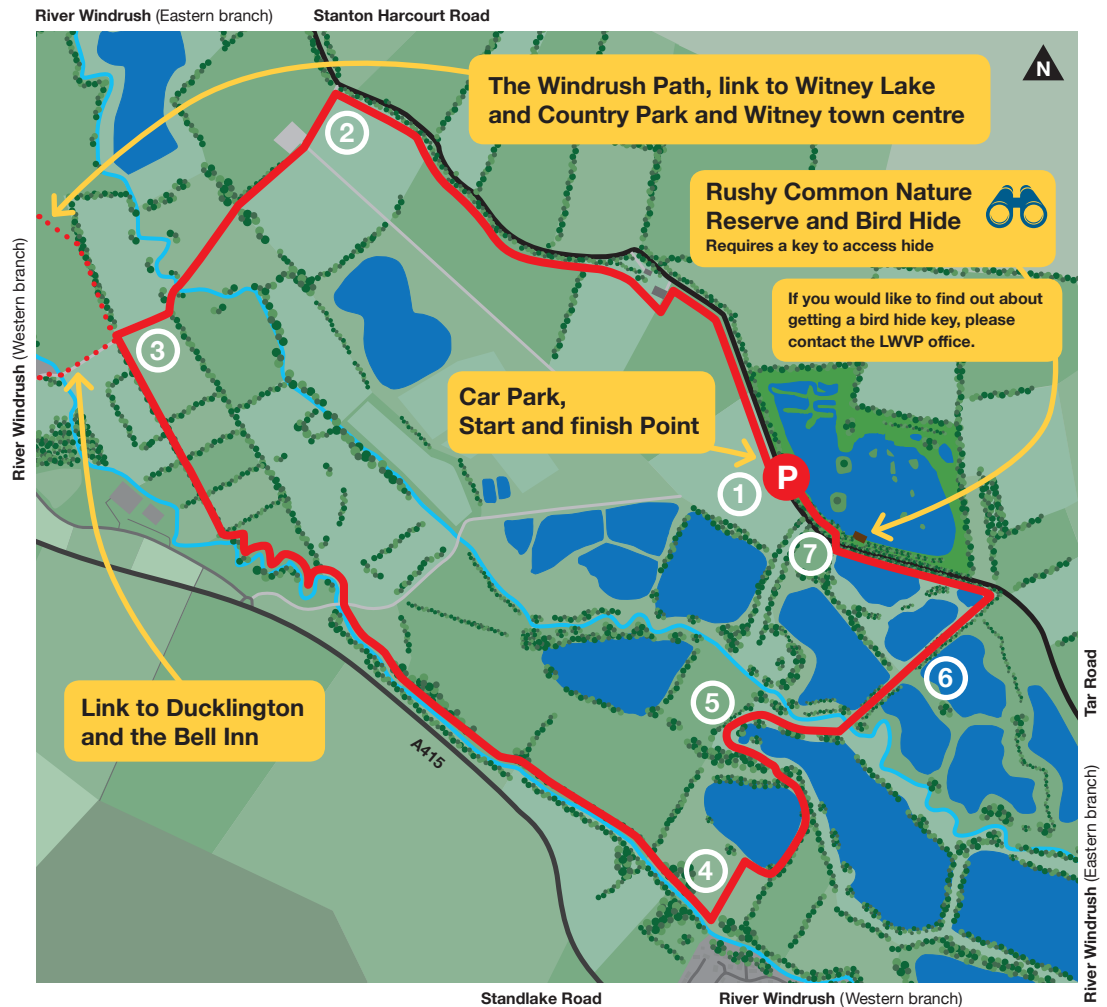 River Windrush (Eastern branch)
Stanton Harcourt Road
N
The Windrush Path, link to Witney Lake
and Country Park and Witney town centre
2
Rushy Common Nature
Reserve and Bird Hide
Requires a key to access hide
If you would like to find out about
getting a bird hide key, please
contact the LWVP office.
River Windrush (Western branch)
3
Car Park,
Start and finish Point
P
1
7
Link to Ducklington
and the Bell Inn
A415
5
6
4
Tar Road
River Windrush (Eastern branch)
Standlake Road
River Windrush (Western branch)